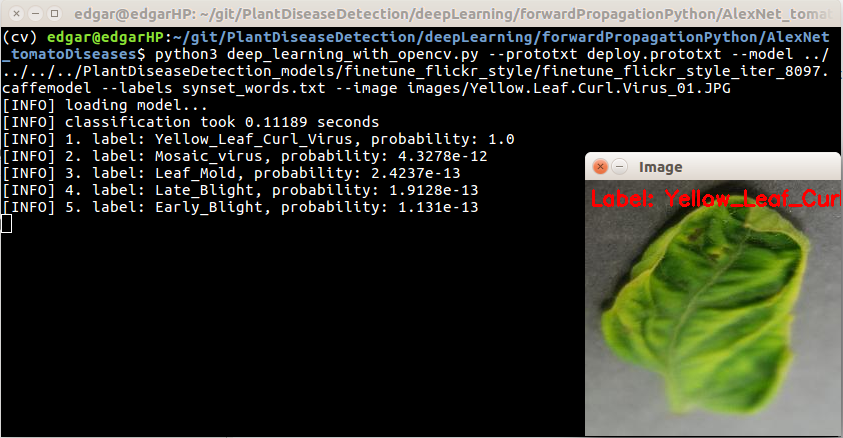 edgar@edgarHP: ~/git/PlantDiseaseDetection/deepLearning/forwardPropagationPython/AlexNet_tomat
(cv) edgar@edgarHP:~/git/PlantDiseaseDetection/deepLearning/forwardPropagationPython/AlexNet
_tomatoDiseases$ python3 deep_learning_with_opencv.py --prototxt deploy.prototxt --model ../
../../../PlantDiseaseDetection_models/finetune_flickr_style/finetune_flickr_style_iter_8097.
caffemodel --labels synset_words.txt --image images/Yellow.Leaf.Curl.Virus_01.JPG
[INFO] loading model...
[INFO] classification took 0.11189 seconds
[INFO] 1. label: Yellow_Leaf_Curl_Virus, probability: 1.0
[INFO] 2. label: Mosaic_virus, probability: 4.3278e-12
[INFO] 3. label: Leaf_Mold, probability: 2.4237e-13
[INFO] 4. label: Late_Blight, probability: 1.9128e-13
[INFO] 5. label: Early_Blight, probability: 1.131e-13
Image
Label: Yellow_Leaf_Curl